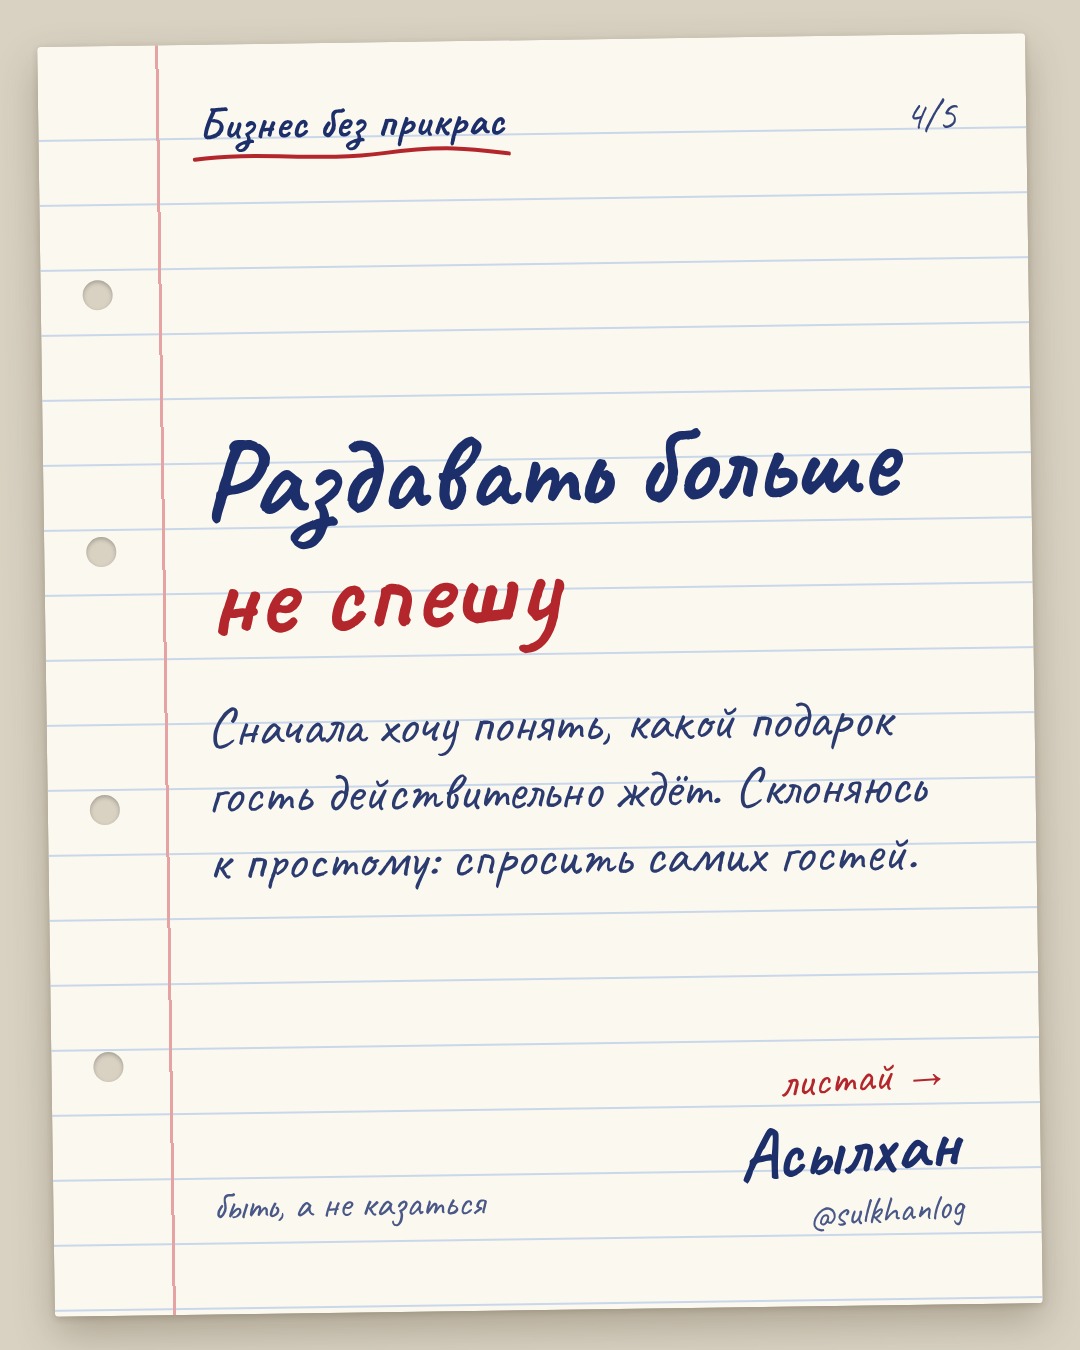 Бизнес без прикрас
4/5
Раздавать больше
не спешу
Сначала хочу понять, какой подарок
гость действительно ждёт. Склоняюсь
к простому: спросить самих гостей.
листай →
Асылхан
быть, а не казаться
@sulkhanlog